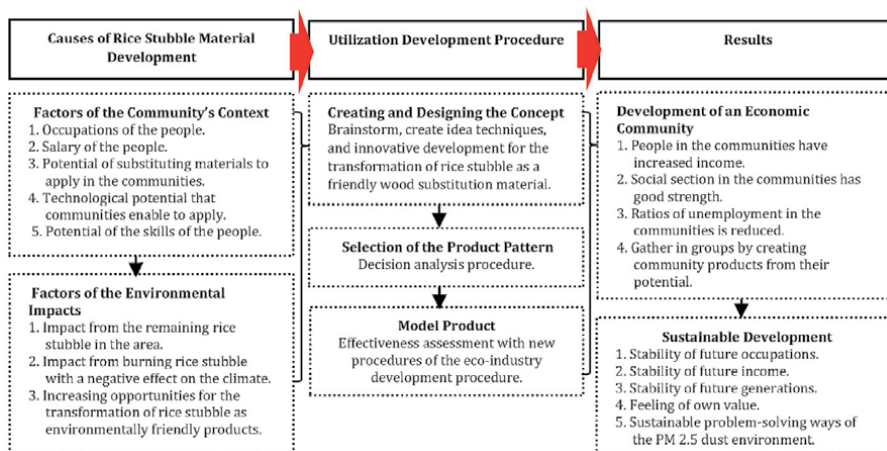 Causes of Rice Stubble Material
Development
Utilization Development Procedure
Results
Factors of the Community's Context
1. Occupations of the people.
2. Salary of the people.
3. Potential of substituting materials to
apply in the communities.
4. Technological potential that
communities enable to apply.
5. Potential of the skills of the people.
Factors of the Environmental
Impacts
1. Impact from the remaining rice
stubble in the area.
2. Impact from burning rice stubble
with a negative effect on the climate.
3. Increasing opportunities for the
transformation of rice stubble as
environmentally friendly products.
Creating and Designing the Concept
Brainstorm, create idea techniques,
and innovative development for the
transformation of rice stubble as a
friendly wood substitution material.
Selection of the Product Pattern
Decision analysis procedure.
Model Product
Effectiveness assessment with new
procedures of the eco-industry
development procedure.
Development of an Economic
Community
1. People in the communities have
increased income.
2. Social section in the communities has
good strength.
3. Ratios of unemployment in the
communities is reduced.
4. Gather in groups by creating
community products from their
potential.
Sustainable Development
1. Stability of future occupations.
2. Stability of future income.
3. Stability of future generations.
4. Feeling of own value.
5. Sustainable problem-solving ways of
the PM 2.5 dust environment.